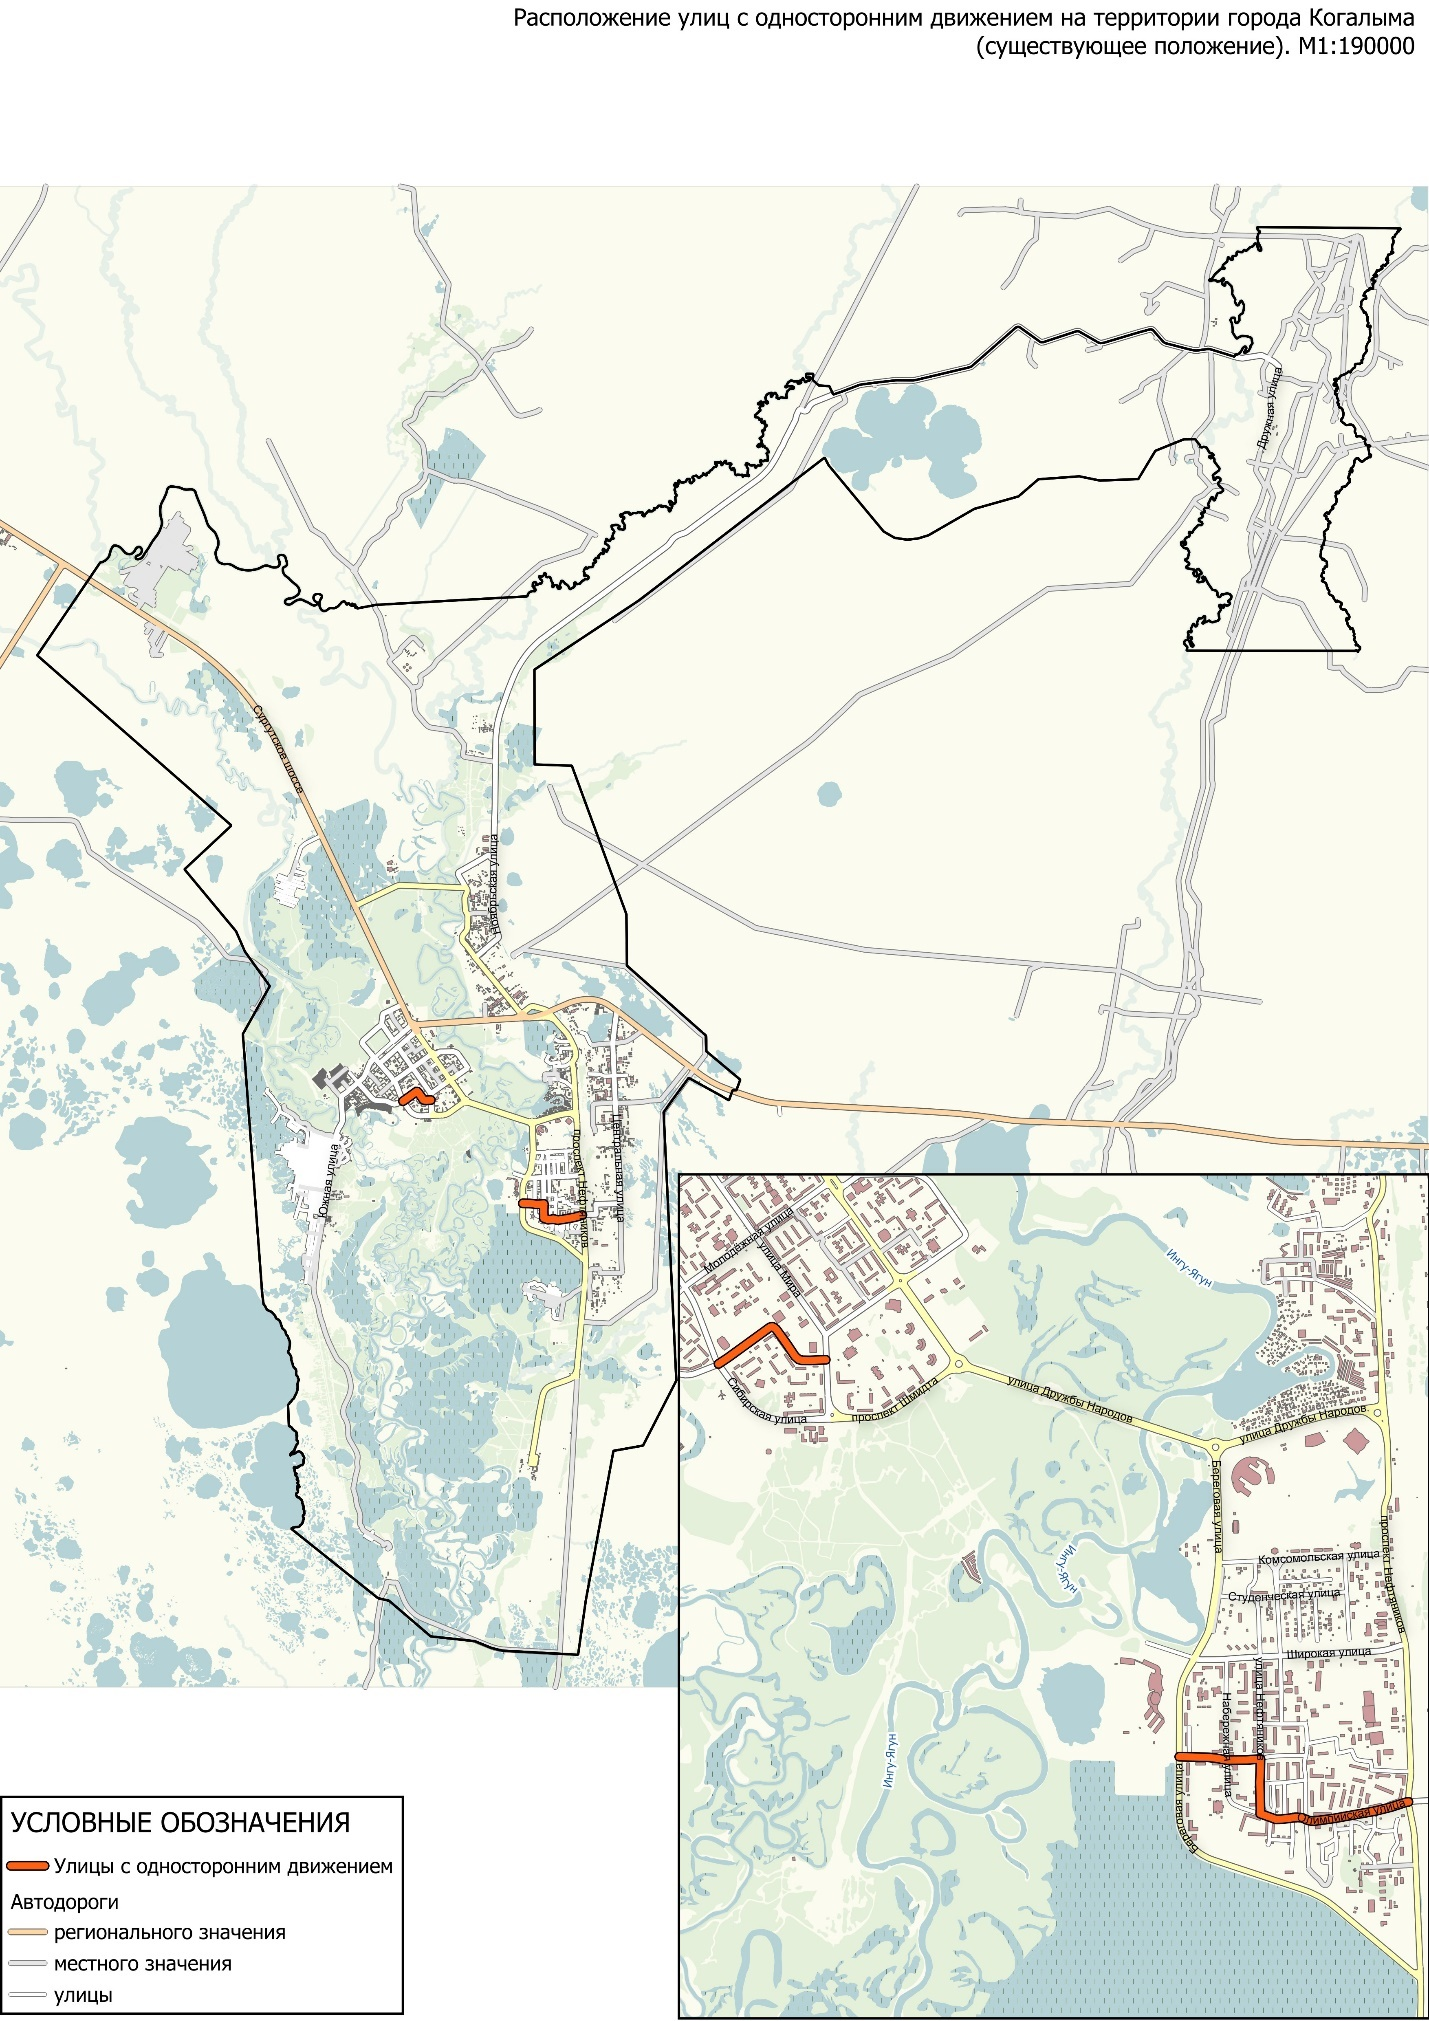 Расположение улиц с односторонним движением на территории города Когалыма
(существующее положение). М1:190000
Дружная улица
Сургутское шоссе
Ноябрьская улица
Южная улица
проспект Нефтяников
Центральная улица
Молодёжная улица
улица Мира
Ингу-Ягун
Сибирская улица
проспект Шмидта
улица Дружбы Народов
улица Дружбы Народов
Береговая улица
проспект Нефтяников
Ингу-Ягун
Комсомольская улица
Студенческая улица
Широкая улица
улица Нефтяников
Набережная улица
Ингу-Ягун
Береговая улица
Олимпийская улица
УСЛОВНЫЕ ОБОЗНАЧЕНИЯ
Улицы с односторонним движением
Автодороги
регионального значения
местного значения
улицы